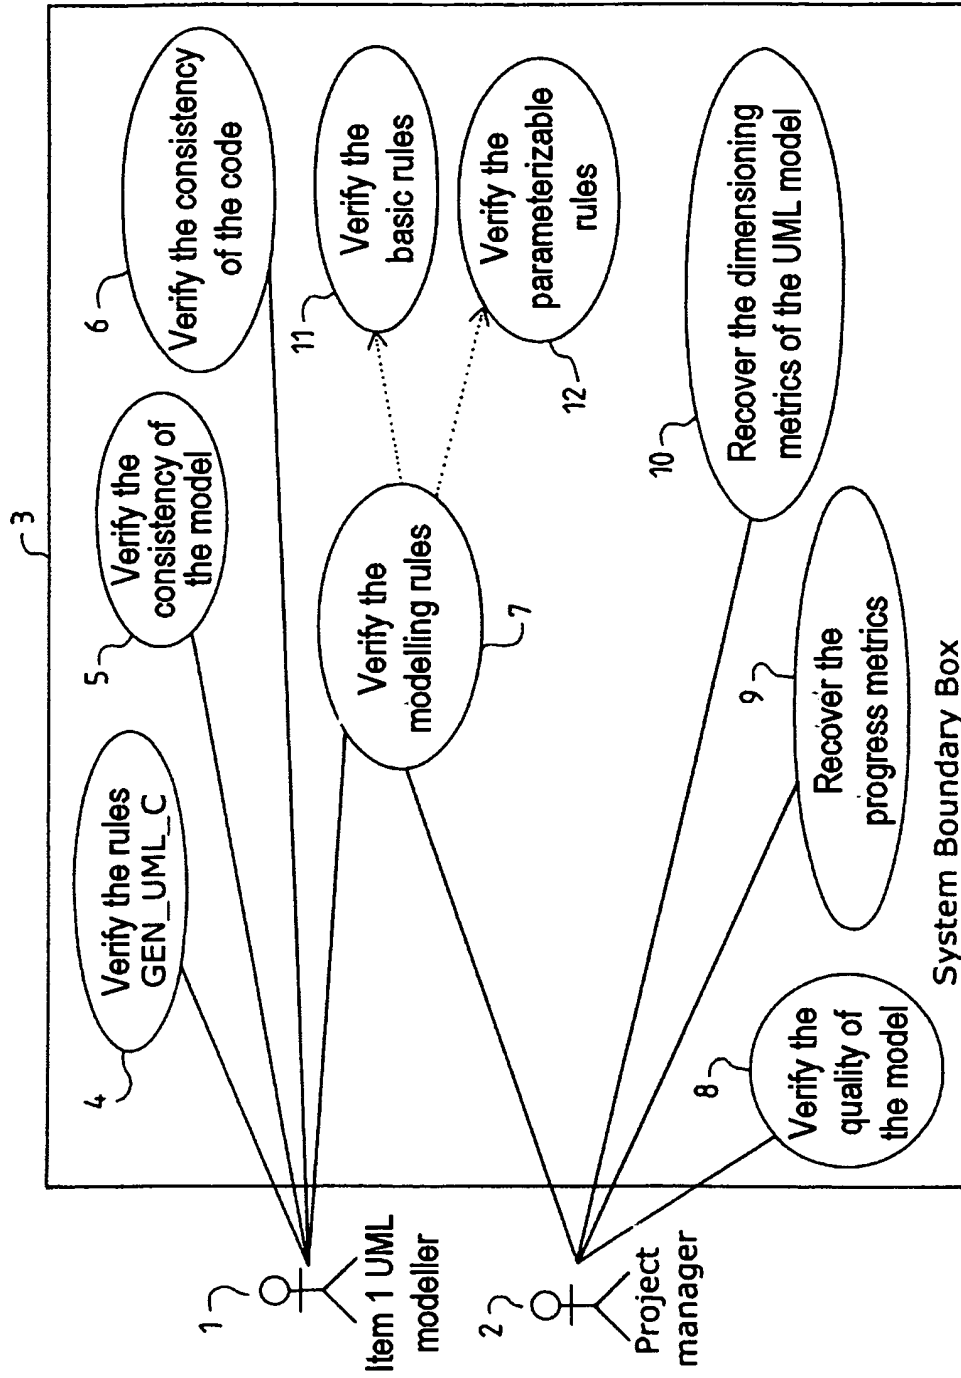 3
4
Verify the rules
GEN_UML_C
5
Verify the
consistency of
the model
6
Verify the consistency
of the code
1
Item 1 UML
modeller
7
Verify the
modelling rules
11
Verify the
basic rules
12
Verify the
parameterizable
rules
2
Project
manager
8
Verify the
quality of
the model
9
Recover the
progress metrics
10
Recover the dimensioning
metrics of the UML model
System Boundary Box